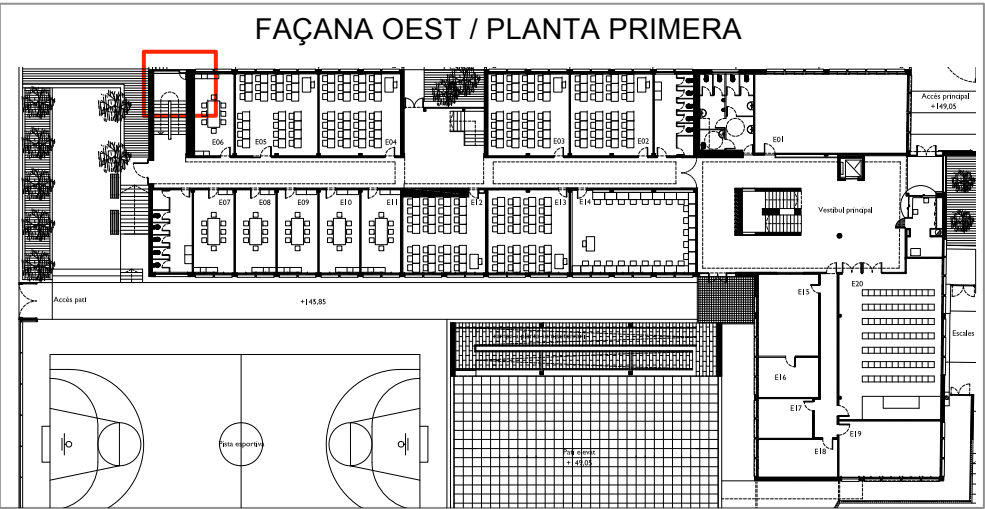 FAÇANA OEST / PLANTA PRIMERA
Accés principal
+149,05
E06
E05
E04
E03
E02
E01
E07
E08
E09
E10
E11
E12
E13
E14
Vestíbul principal
Accés pati
+145,85
E15
E20
Escales
E16
E17
E18
E19
Pista esportiva
Pati elevat
+ 49,05